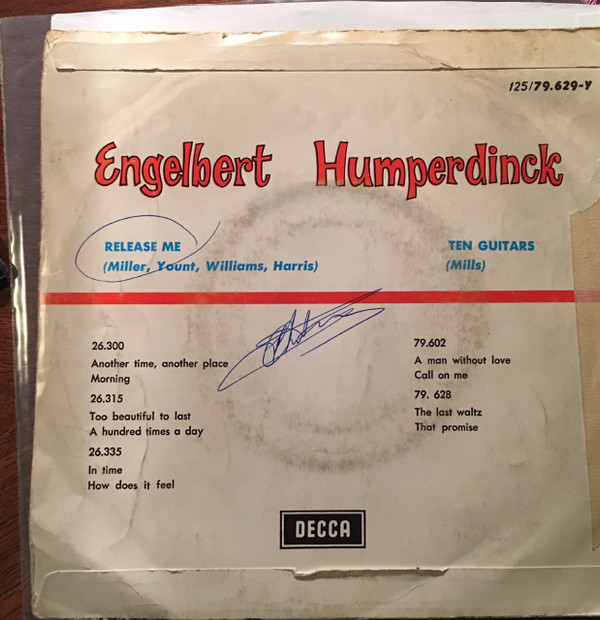 125/79.629-Y
Engelbert Humperdinck
RELEASE ME
(Miller, Yount, Williams, Harris)
TEN GUITARS
(Mills)
26.300
Another time, another place
Morning
26.315
Too beautiful to last
A hundred times a day
26.335
In time
How does it feel
79.602
A man without love
Call on me
79. 628
The last waltz
That promise
DECCA